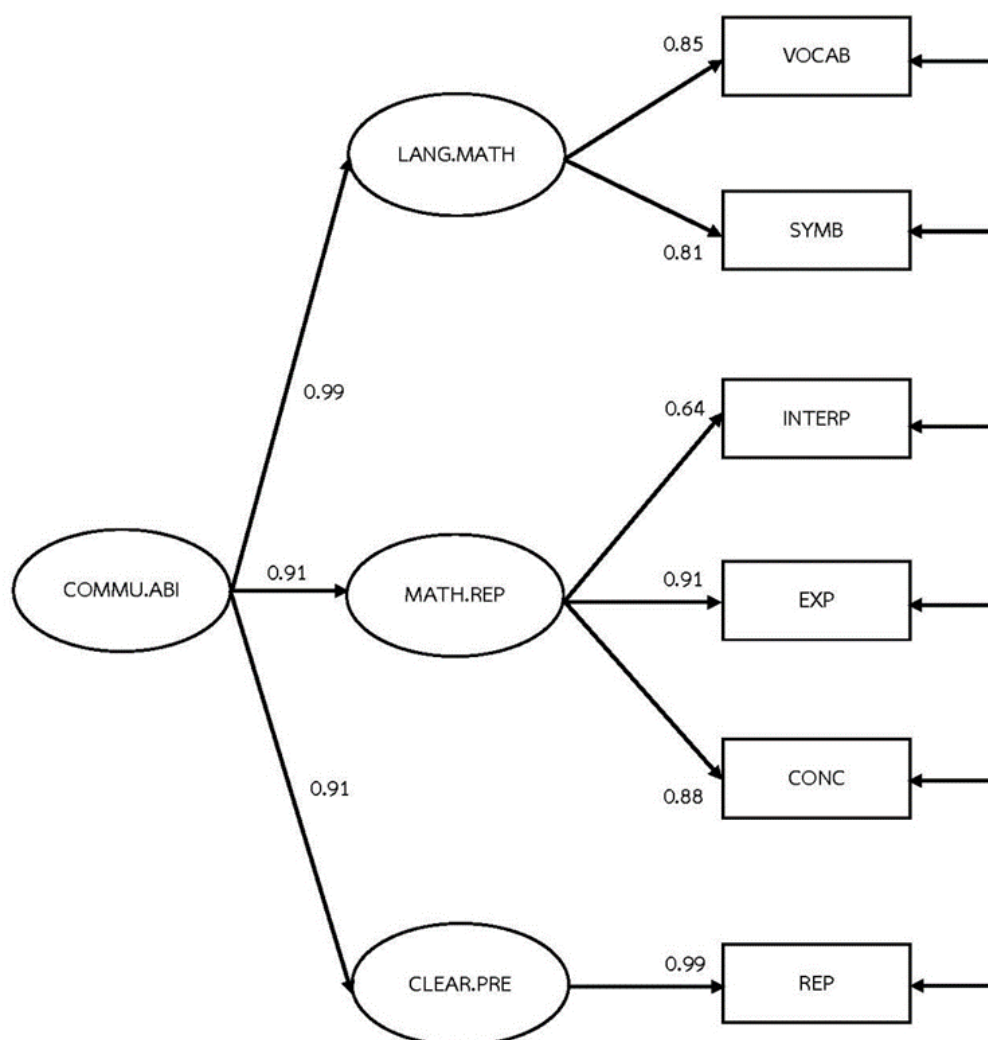 0.85
VOCAB
LANG.MATH
SYMB
0.81
0.99
0.64
INTERP
COMMU.ABI
0.91
MATH.REP
0.91
EXP
CONC
0.88
0.91
CLEAR.PRE
0.99
REP